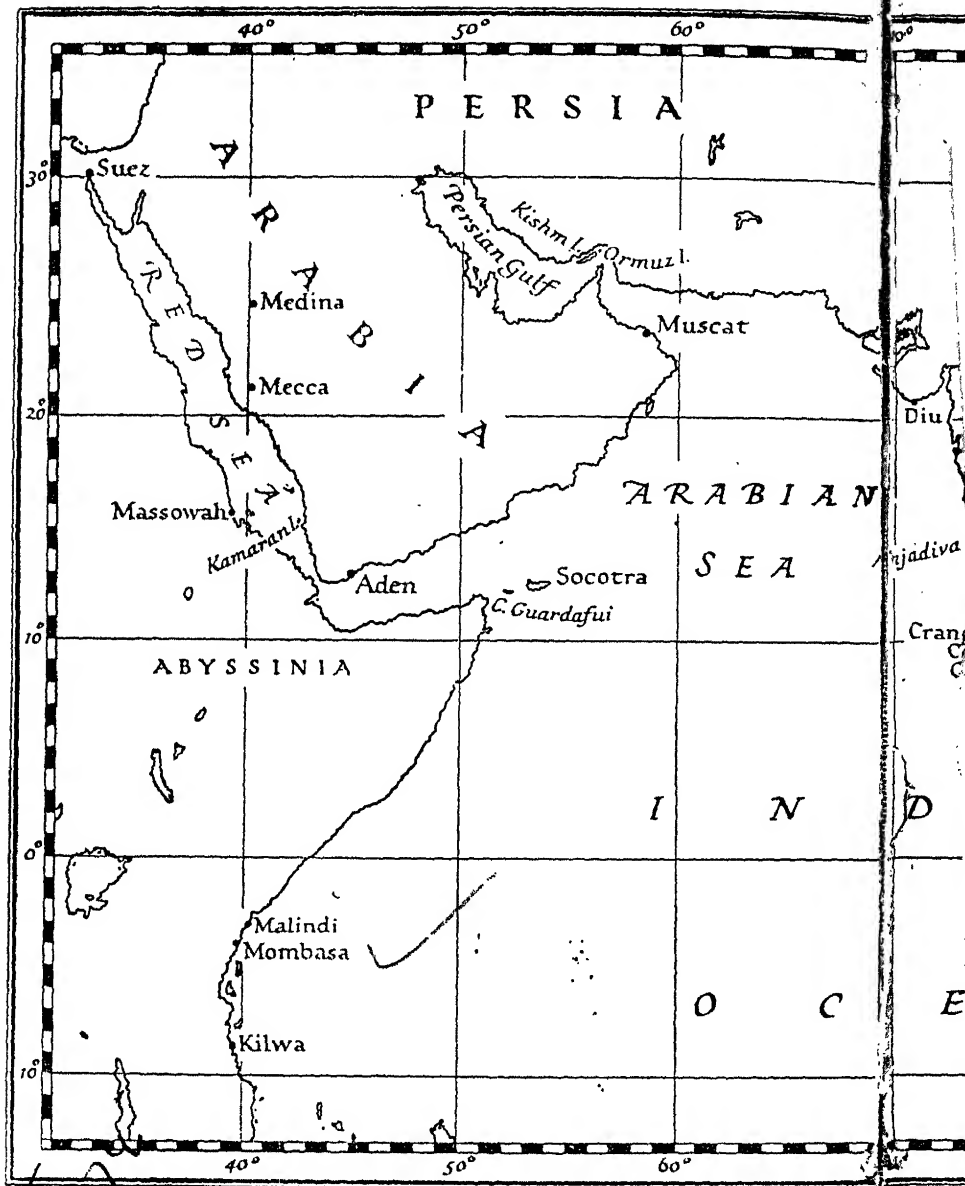 40° 50° 60° 70°
PERSIA
ARABIA
30°
Suez
Persian Gulf
Kishm I.
Ormuz I.
RED SEA
Medina
Muscat
Mecca
20°
Diu
ARABIAN
SEA
Massowah
Kamaran I.
Aden
Socotra
C. Guardafui
10°
ABYSSINIA
I N D
0°
Malindi
Mombasa
O C E
Kilwa
10°
40° 50° 60°